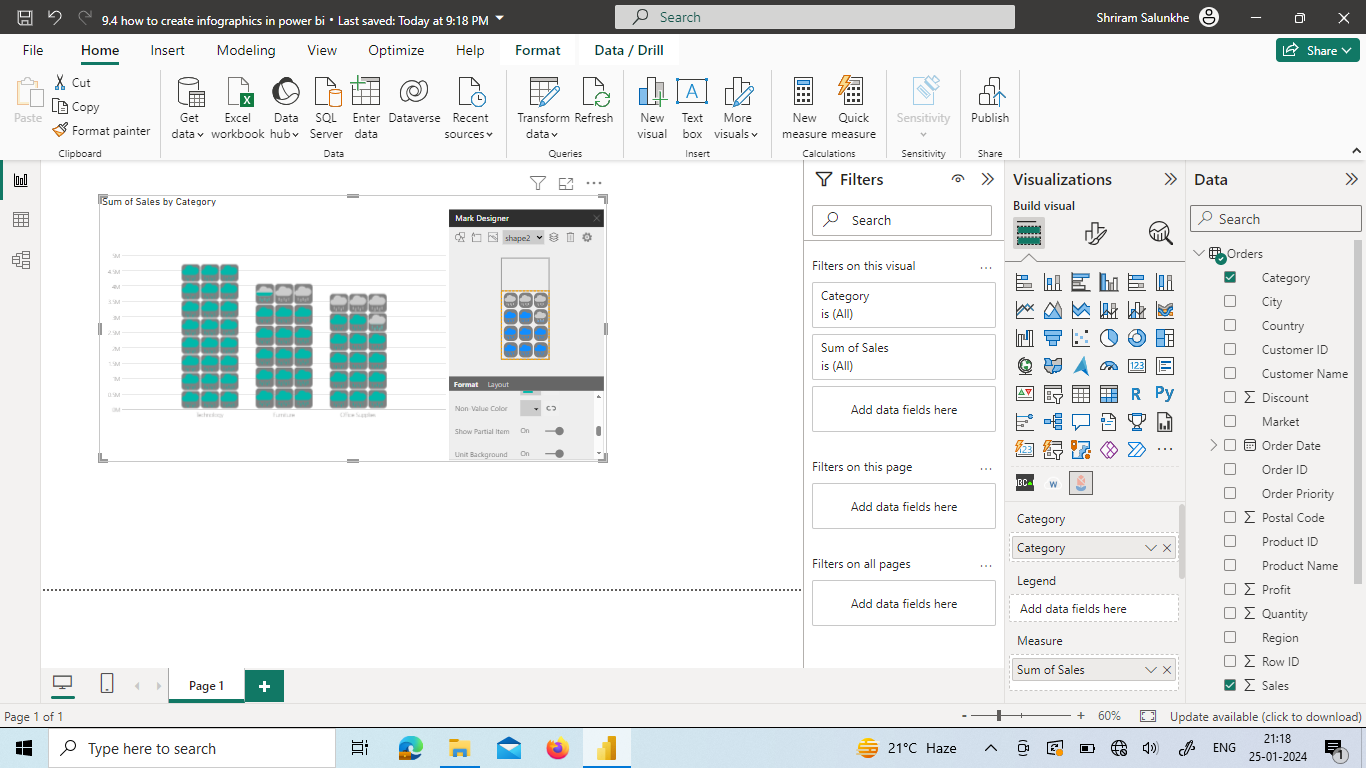 9.4 how to create infographics in power bi • Last saved: Today at 9:18 PM
Search
Shriram Salunkhe
File
Home
Insert
Modeling
View
Optimize
Help
Format
Data / Drill
Share
Paste
Cut
Copy
Format painter
Clipboard
Get data
Excel workbook
Data hub
SQL Server
Enter data
Dataverse
Recent sources
Data
Transform data
Refresh
Queries
New visual
Text box
More visuals
Insert
New measure
Quick measure
Calculations
Sensitivity
Sensitivity
Publish
Share
Sum of Sales by Category
5M
4.5M
4M
3.5M
3M
2.5M
2M
1.5M
1M
0.5M
0M
Technology
Furniture
Office Supplies
Mark Designer
shape2
Format
Layout
Non-Value Color
Show Partial Item
On
Unit Background
On
Filters
Search
Filters on this visual
...
Category
is (All)
Sum of Sales
is (All)
Add data fields here
Filters on this page
...
Add data fields here
Filters on all pages
...
Add data fields here
Visualizations
Build visual
123
R
Py
123
W
Category
Category
Legend
Add data fields here
Measure
Sum of Sales
Data
Search
Orders
Category
City
Country
Customer ID
Customer Name
Discount
Market
Order Date
Order ID
Order Priority
Postal Code
Product ID
Product Name
Profit
Quantity
Region
Row ID
Sales
Page 1
Page 1 of 1
- + 60%
Update available (click to download)
Type here to search
21°C Haze
ENG
21:18
25-01-2024
1